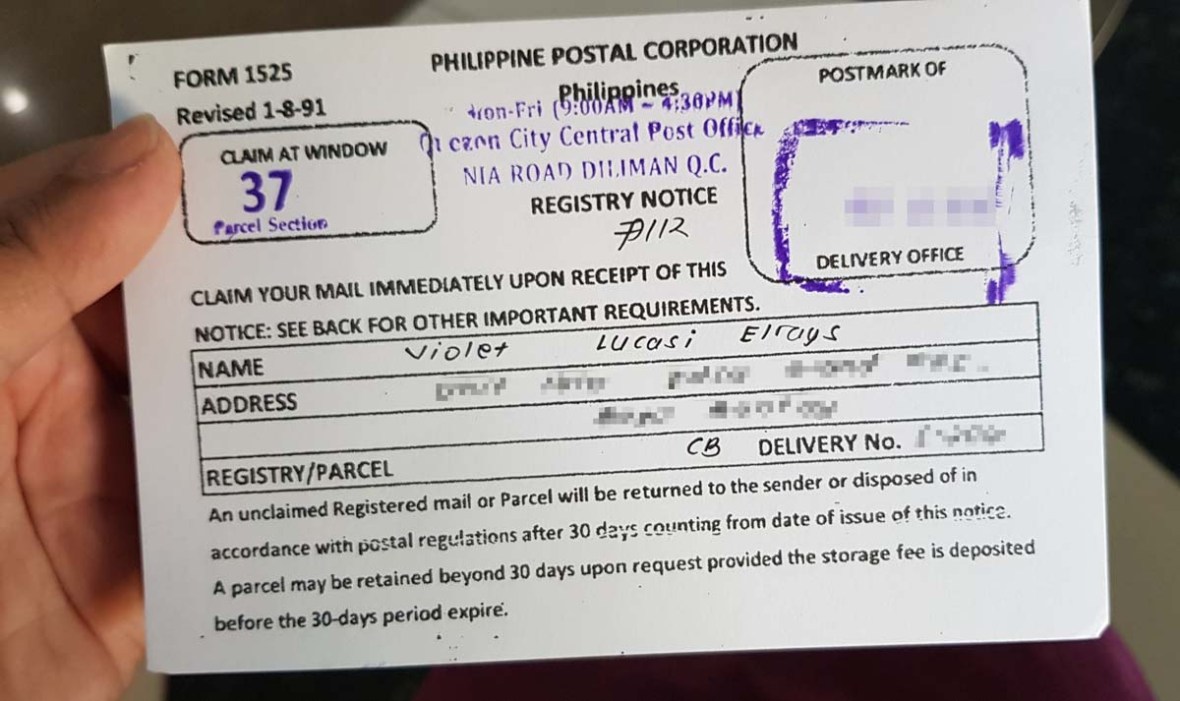 FORM 1525
Revised 1-8-91
CLAIM AT WINDOW
37
Parcel Section
PHILIPPINE POSTAL CORPORATION
Philippines
Mon-Fri (9:00AM - 4:30PM)
Quezon City Central Post Office
NIA ROAD DILIMAN Q.C.
REGISTRY NOTICE
POSTMARK OF
DELIVERY OFFICE
CLAIM YOUR MAIL IMMEDIATELY UPON RECEIPT OF THIS
NOTICE: SEE BACK FOR OTHER IMPORTANT REQUIREMENTS.
NAME Violet Lucasi Elrays
ADDRESS
REGISTRY/PARCEL CB DELIVERY No.
An unclaimed Registered mail or Parcel will be returned to the sender or disposed of in
accordance with postal regulations after 30 days counting from date of issue of this notice.
A parcel may be retained beyond 30 days upon request provided the storage fee is deposited
before the 30-days period expire.